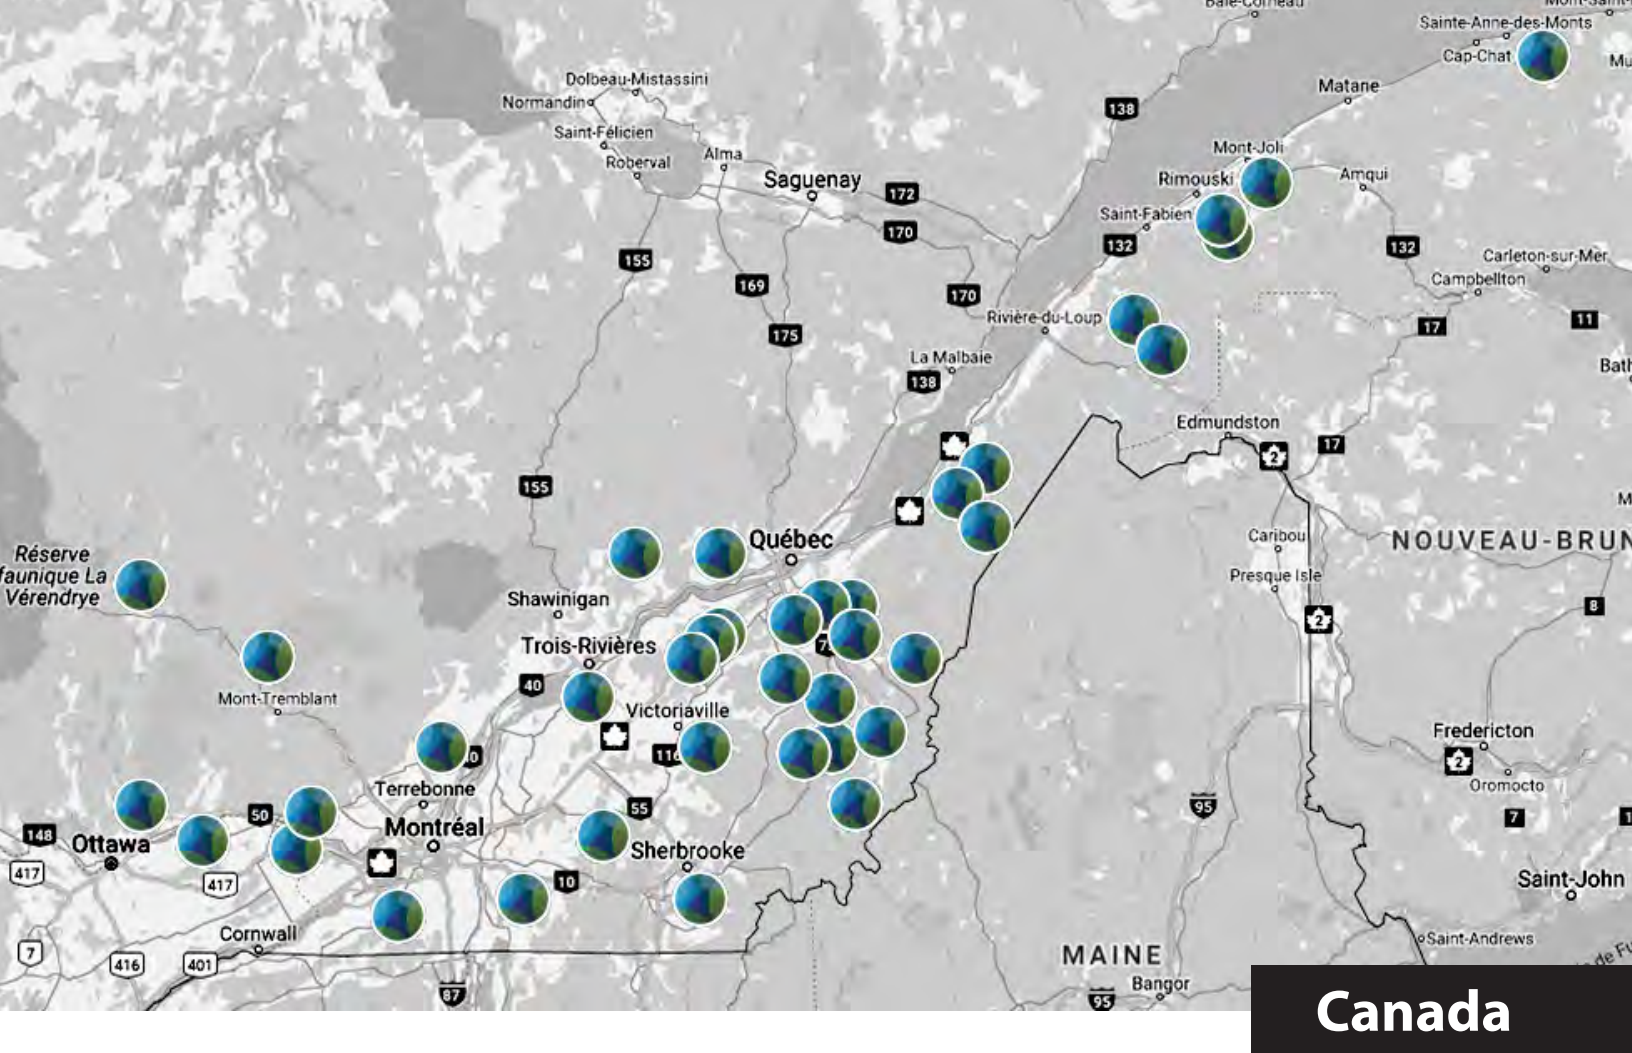 Baie-Comeau
Sainte-Anne-des-Monts
Cap-Chat
Matane
Dolbeau-Mistassini
Normandin
Saint-Félicien
Roberval
Alma
Saguenay
138
172
170
Mont-Joli
Rimouski
Amqui
Saint-Fabien
132
132
155
169
170
175
Carleton-sur-Mer
Campbellton
17
11
Rivière-du-Loup
La Malbaie
138
Edmundston
2
17
155
Québec
Caribou
NOUVEAU-BRUN
Presque Isle
2
8
Réserve
faunique La
Vérendrye
Shawinigan
Trois-Rivières
40
Mont-Tremblant
Victoriaville
116
Fredericton
2
Oromocto
7
Terrebonne
55
95
50
148
Ottawa
Montréal
417
417
Sherbrooke
10
Saint-John
Cornwall
7
416
401
87
Saint-Andrews
MAINE
Bangor
95
Canada